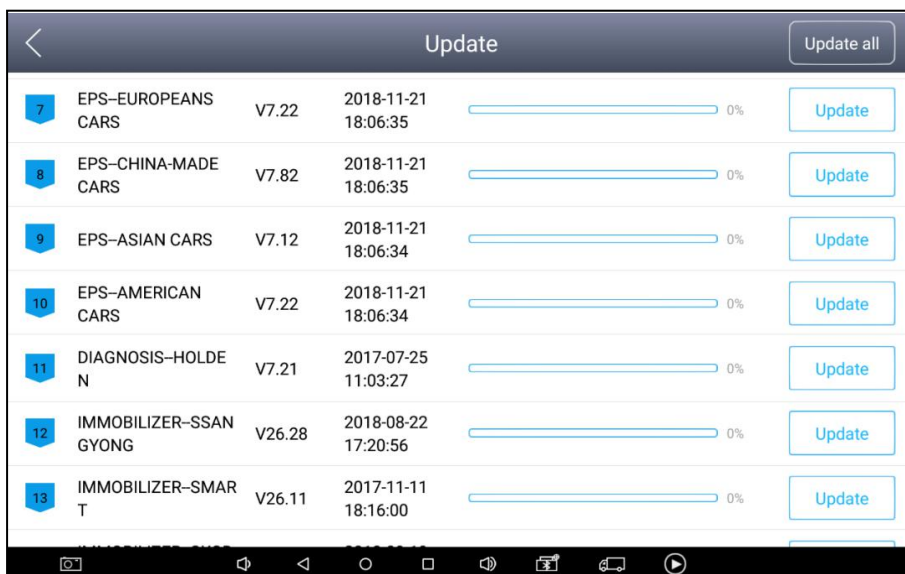 Update
Update all
7
EPS–EUROPEANS
CARS
V7.22
2018-11-21
18:06:35
0%
Update
8
EPS–CHINA-MADE
CARS
V7.82
2018-11-21
18:06:35
0%
Update
9
EPS–ASIAN CARS
V7.12
2018-11-21
18:06:34
0%
Update
10
EPS–AMERICAN
CARS
V7.22
2018-11-21
18:06:34
0%
Update
11
DIAGNOSIS–HOLDE
N
V7.21
2017-07-25
11:03:27
0%
Update
12
IMMOBILIZER–SSAN
GYONG
V26.28
2018-08-22
17:20:56
0%
Update
13
IMMOBILIZER–SMAR
T
V26.11
2017-11-11
18:16:00
0%
Update